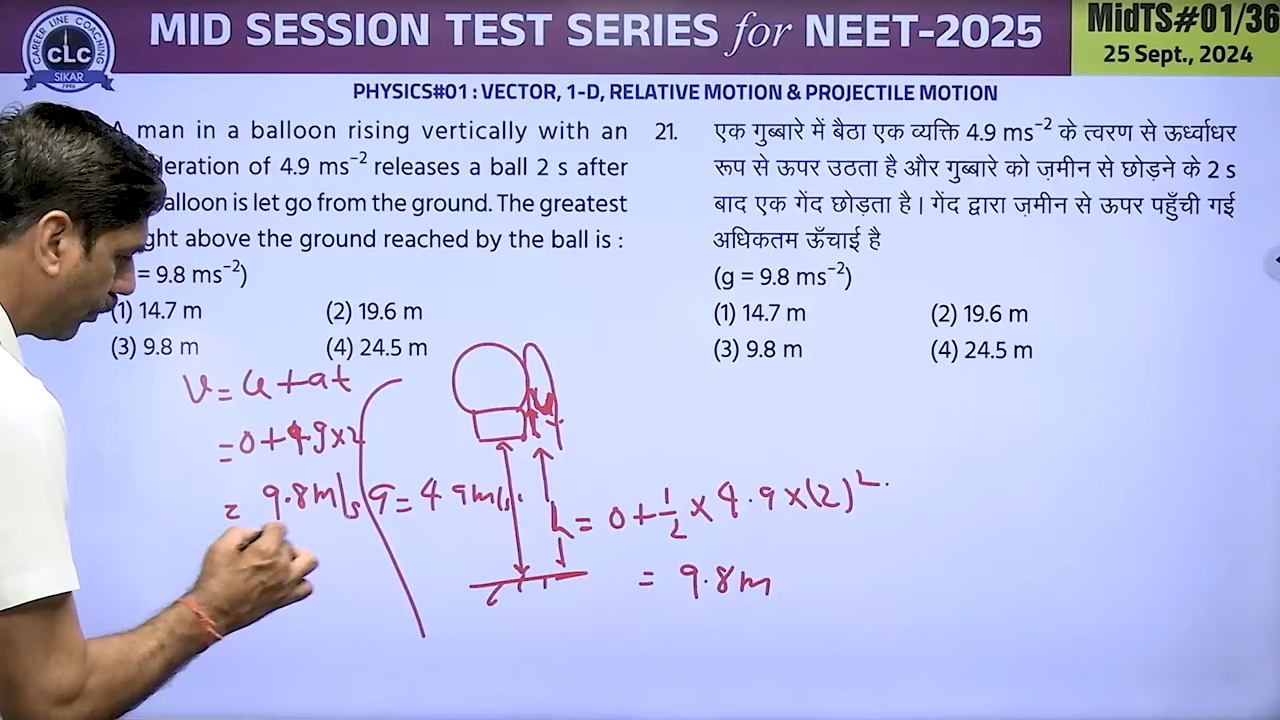 CAREER LINE COACHING
CLC
SIKAR
1996
MID SESSION TEST SERIES for NEET-2025
MidTS#01/36
25 Sept., 2024
PHYSICS#01 : VECTOR, 1-D, RELATIVE MOTION & PROJECTILE MOTION
A man in a balloon rising vertically with an
of 4.9 ms⁻² releases a ball 2 s after
is let go from the ground. The greatest
above the ground reached by the ball is :
= 9.8 ms⁻²)
(1) 14.7 m (2) 19.6 m
(3) 9.8 m (4) 24.5 m
21. एक गुब्बारे में बैठा एक व्यक्ति 4.9 ms⁻² के त्वरण से ऊर्ध्वाधर
रूप से ऊपर उठता है और गुब्बारे को ज़मीन से छोड़ने के 2 s
बाद एक गेंद छोड़ता है। गेंद द्वारा ज़मीन से ऊपर पहुँची गई
अधिकतम ऊँचाई है
(g = 9.8 ms⁻²)
(1) 14.7 m (2) 19.6 m
(3) 9.8 m (4) 24.5 m
v = u + at
= 0 + 4.9 x 2
= 9.8 m/s
a = 4.9 m/s
h = 0 + 1/2 x 4.9 x (2)²
= 9.8 m